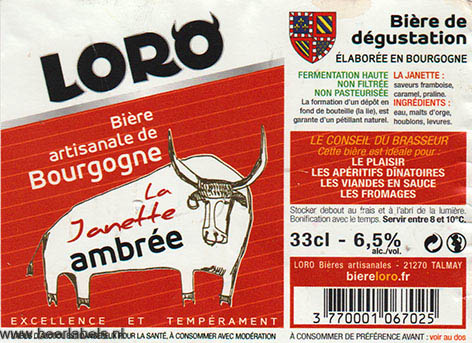 LORO
Bière
artisanale de
Bourgogne
La
Janette
ambrée
EXCELLENCE ET TEMPÉRAMENT
www.beerlabels.nl
POUR LA SANTÉ, À CONSOMMER AVEC MODÉRATION
Bière de
dégustation
ÉLABORÉE EN BOURGOGNE
FERMENTATION HAUTE
NON FILTRÉE
NON PASTEURISÉE
La formation d'un dépôt en
fond de bouteille (la lie), est
garante d'un pétillant naturel.
LA JANETTE :
saveurs framboise,
caramel, praline.
INGRÉDIENTS :
eau, malts d'orge,
houblons, levures.
LE CONSEIL DU BRASSEUR
Cette bière est idéale pour :
LE PLAISIR
LES APÉRITIFS DÎNATOIRES
LES VIANDES EN SAUCE
LES FROMAGES
Stocker debout au frais et à l'abri de la lumière.
Bonification avec le temps. Servir entre 8 et 10°C.
33cl - 6,5%
alc./vol.
LORO Bières artisanales - 21270 TALMAY
biereloro.fr
3 770001 067025
À CONSOMMER DE PRÉFÉRENCE AVANT : voir au dos